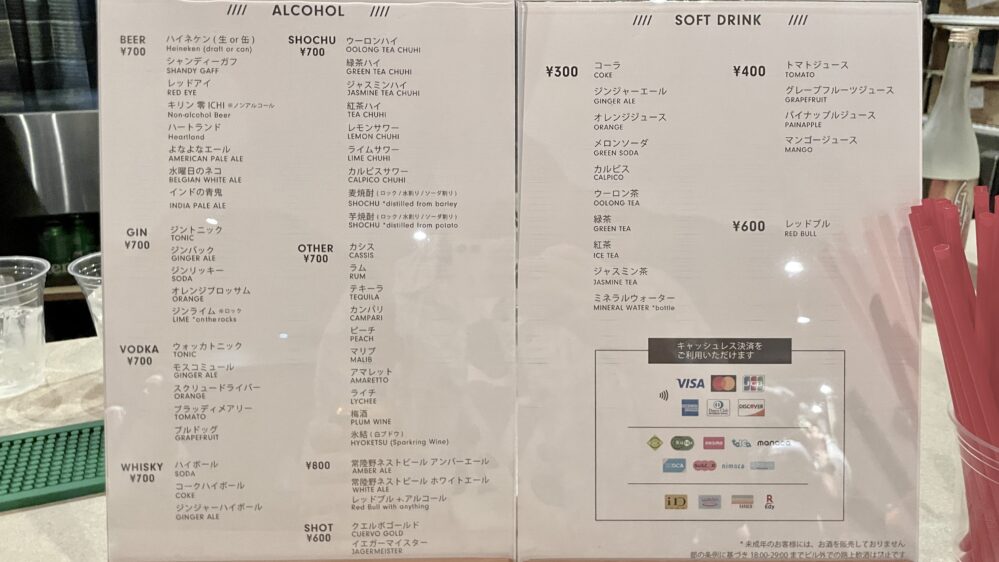 //// ALCOHOL ////
BEER
¥700
ハイネケン ( 生 or 缶 )
Heineken (draft or can)
シャンディーガフ
SHANDY GAFF
レッドアイ
RED EYE
キリン 零 ICHI ※ノンアルコール
Non-alcohol Beer
ハートランド
Heartland
よなよなエール
AMERICAN PALE ALE
水曜日のネコ
BELGIAN WHITE ALE
インドの青鬼
INDIA PALE ALE
GIN
¥700
ジントニック
TONIC
ジンバック
GINGER ALE
ジンリッキー
SODA
オレンジブロッサム
ORANGE
ジンライム ※ロック
LIME *on the rocks
VODKA
¥700
ウォッカトニック
TONIC
モスコミュール
GINGER ALE
スクリュードライバー
ORANGE
ブラッディメアリー
TOMATO
ブルドッグ
GRAPEFRUIT
WHISKY
¥700
ハイボール
SODA
コークハイボール
COKE
ジンジャーハイボール
GINGER ALE
SHOCHU
¥700
ウーロンハイ
OOLONG TEA CHUHI
緑茶ハイ
GREEN TEA CHUHI
ジャスミンハイ
JASMINE TEA CHUHI
紅茶ハイ
TEA CHUHI
レモンサワー
LEMON CHUHI
ライムサワー
LIME CHUHI
カルピスサワー
CALPICO CHUHI
麦焼酎 ( ロック / 水割り / ソーダ割り )
SHOCHU *distilled from barley
芋焼酎 ( ロック / 水割り / ソーダ割り )
SHOCHU *distilled from potato
OTHER
¥700
カシス
CASSIS
ラム
RUM
テキーラ
TEQUILA
カンパリ
CAMPARI
ピーチ
PEACH
マリブ
MALIB
アマレット
AMARETTO
ライチ
LYCHEE
梅酒
PLUM WINE
氷結 ( 白ブドウ )
HYOKETSU (Sparkring Wine)
¥800
常陸野ネストビール アンバーエール
AMBER ALE
常陸野ネストビール ホワイトエール
WHITE ALE
レッドブル +.アルコール
Red Bull with anything
SHOT
¥600
クエルボゴールド
CUERVO GOLD
イエガーマイスター
JAGERMEISTER
//// SOFT DRINK ////
¥300
コーラ
COKE
ジンジャーエール
GINGER ALE
オレンジジュース
ORANGE
メロンソーダ
GREEN SODA
カルピス
CALPICO
ウーロン茶
OOLONG TEA
緑茶
GREEN TEA
紅茶
ICE TEA
ジャスミン茶
JASMINE TEA
ミネラルウォーター
MINERAL WATER *bottle
¥400
トマトジュース
TOMATO
グレープフルーツジュース
GRAPEFRUIT
パイナップルジュース
PAINAPPLE
マンゴージュース
MANGO
¥600
レッドブル
RED BULL
キャッシュレス決済を
ご利用いただけます
VISA JCB
DISCOVER
manaca
nimoca
iD R Edy
* 未成年のお客様には、お酒を販売しておりません
都の条例に基づき 18:00-29:00 までビル外での路上飲酒は禁止です